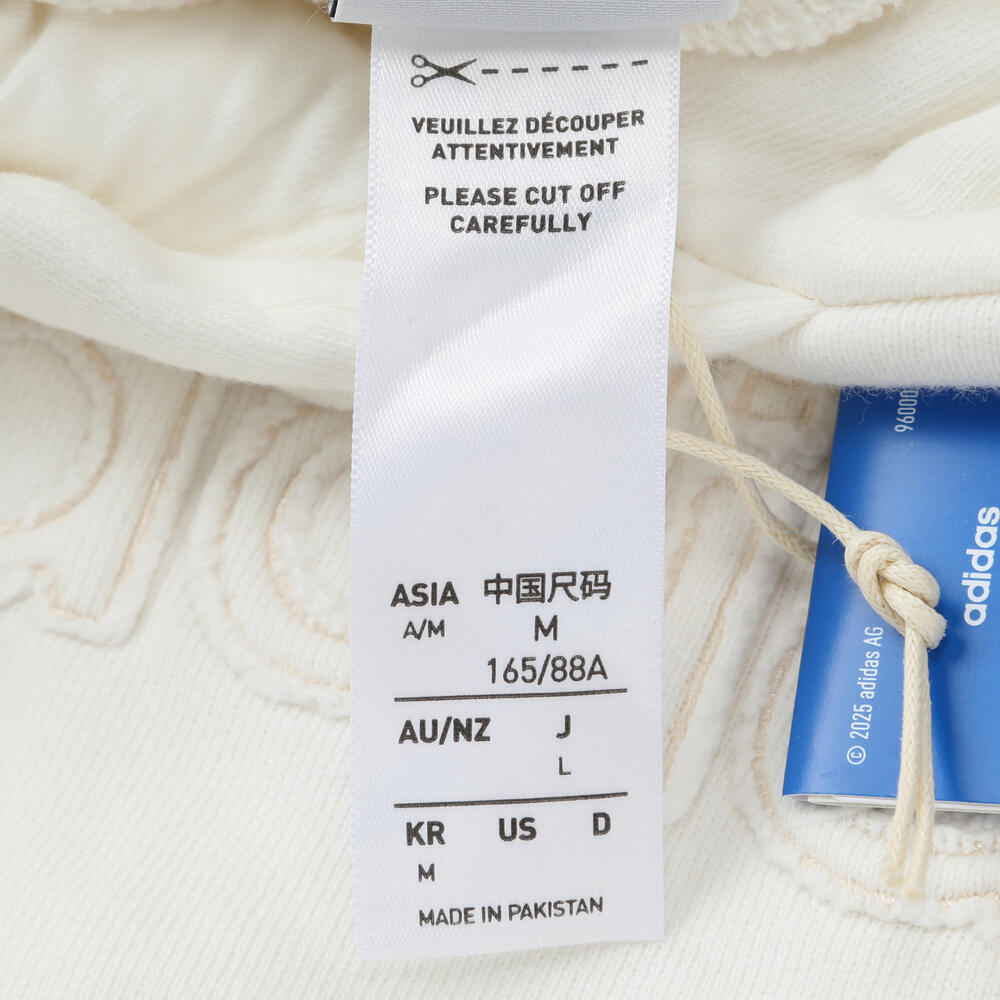 VEUILLEZ DÉCOUPER
ATTENTIVEMENT
PLEASE CUT OFF
CAREFULLY
ASIA 中国尺码
A/M M
165/88A
AU/NZ J
L
KR US D
M
MADE IN PAKISTAN
adidas
© 2025 adidas AG